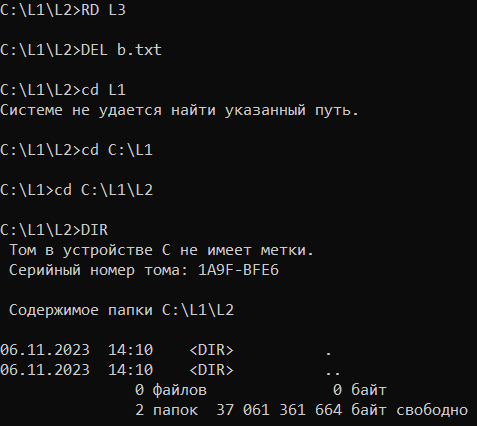 C:\L1\L2>RD L3
C:\L1\L2>DEL b.txt
C:\L1\L2>cd L1
Системе не удается найти указанный путь.
C:\L1\L2>cd C:\L1
C:\L1>cd C:\L1\L2
C:\L1\L2>DIR
Том в устройстве C не имеет метки.
Серийный номер тома: 1A9F-BFE6
Содержимое папки C:\L1\L2
06.11.2023  14:10    <DIR>          .
06.11.2023  14:10    <DIR>          ..
0 файлов              0 байт
2 папок  37 061 361 664 байт свободно